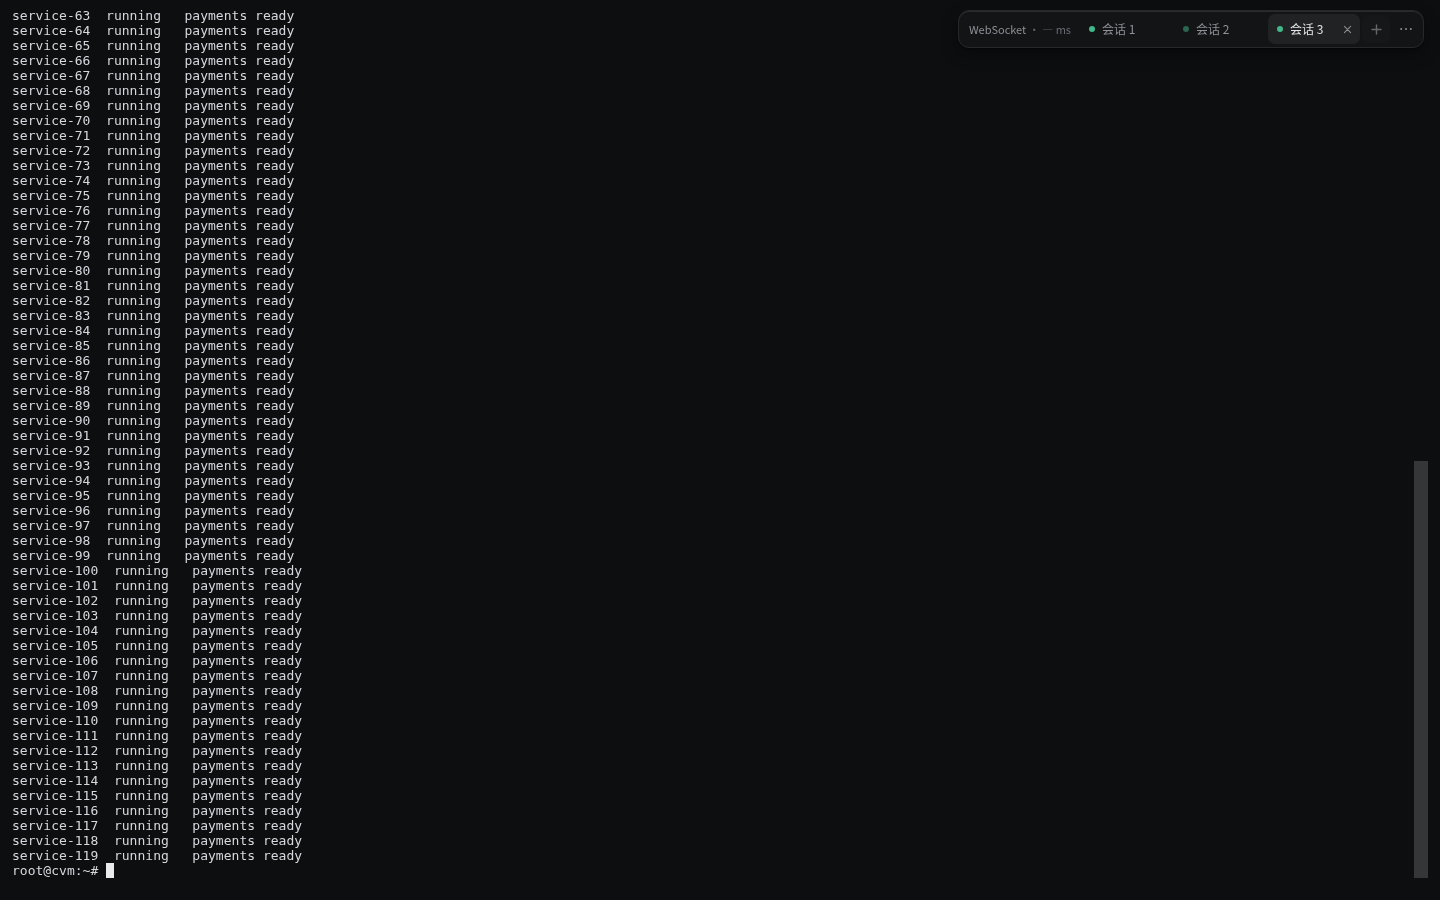 WebSocket · — ms 会话 1 会话 2 会话 3 × + ···
service-63 running payments ready
service-64 running payments ready
service-65 running payments ready
service-66 running payments ready
service-67 running payments ready
service-68 running payments ready
service-69 running payments ready
service-70 running payments ready
service-71 running payments ready
service-72 running payments ready
service-73 running payments ready
service-74 running payments ready
service-75 running payments ready
service-76 running payments ready
service-77 running payments ready
service-78 running payments ready
service-79 running payments ready
service-80 running payments ready
service-81 running payments ready
service-82 running payments ready
service-83 running payments ready
service-84 running payments ready
service-85 running payments ready
service-86 running payments ready
service-87 running payments ready
service-88 running payments ready
service-89 running payments ready
service-90 running payments ready
service-91 running payments ready
service-92 running payments ready
service-93 running payments ready
service-94 running payments ready
service-95 running payments ready
service-96 running payments ready
service-97 running payments ready
service-98 running payments ready
service-99 running payments ready
service-100 running payments ready
service-101 running payments ready
service-102 running payments ready
service-103 running payments ready
service-104 running payments ready
service-105 running payments ready
service-106 running payments ready
service-107 running payments ready
service-108 running payments ready
service-109 running payments ready
service-110 running payments ready
service-111 running payments ready
service-112 running payments ready
service-113 running payments ready
service-114 running payments ready
service-115 running payments ready
service-116 running payments ready
service-117 running payments ready
service-118 running payments ready
service-119 running payments ready
root@cvm:~#